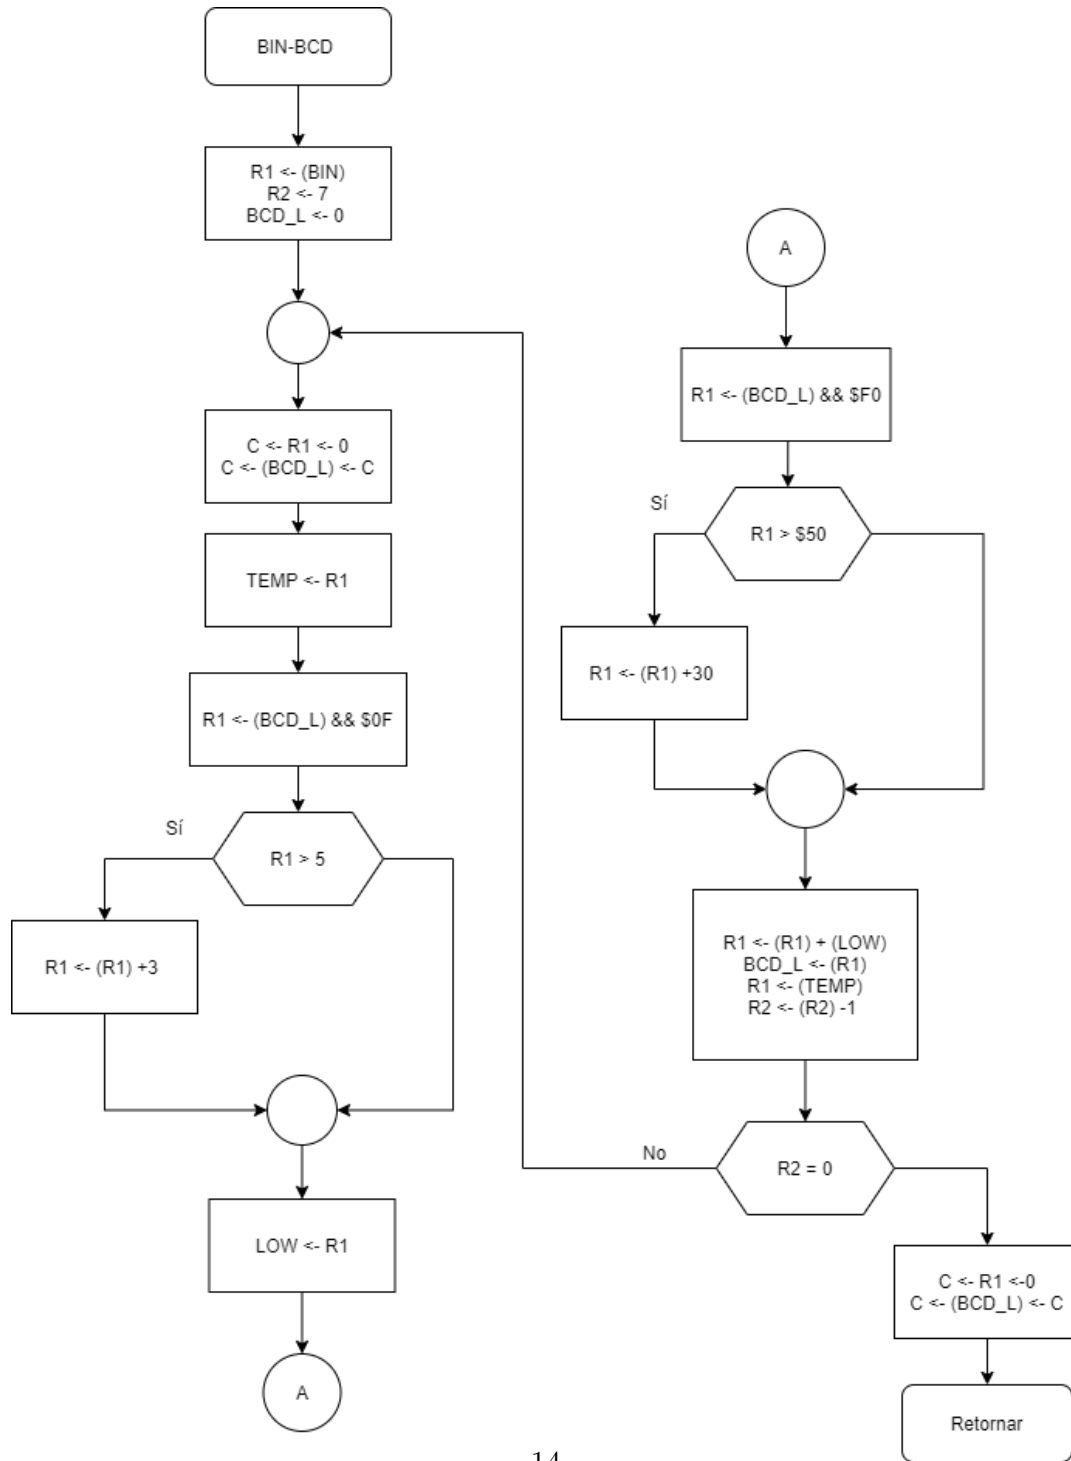 BIN-BCD
R1 <- (BIN)
R2 <- 7
BCD_L <- 0
C <- R1 <- 0
C <- (BCD_L) <- C
TEMP <- R1
R1 <- (BCD_L) && $0F
Sí
R1 > 5
R1 <- (R1) +3
LOW <- R1
A
A
R1 <- (BCD_L) && $F0
Sí
R1 > $50
R1 <- (R1) +30
R1 <- (R1) + (LOW)
BCD_L <- (R1)
R1 <- (TEMP)
R2 <- (R2) -1
No
R2 = 0
C <- R1 <-0
C <- (BCD_L) <- C
Retornar
14